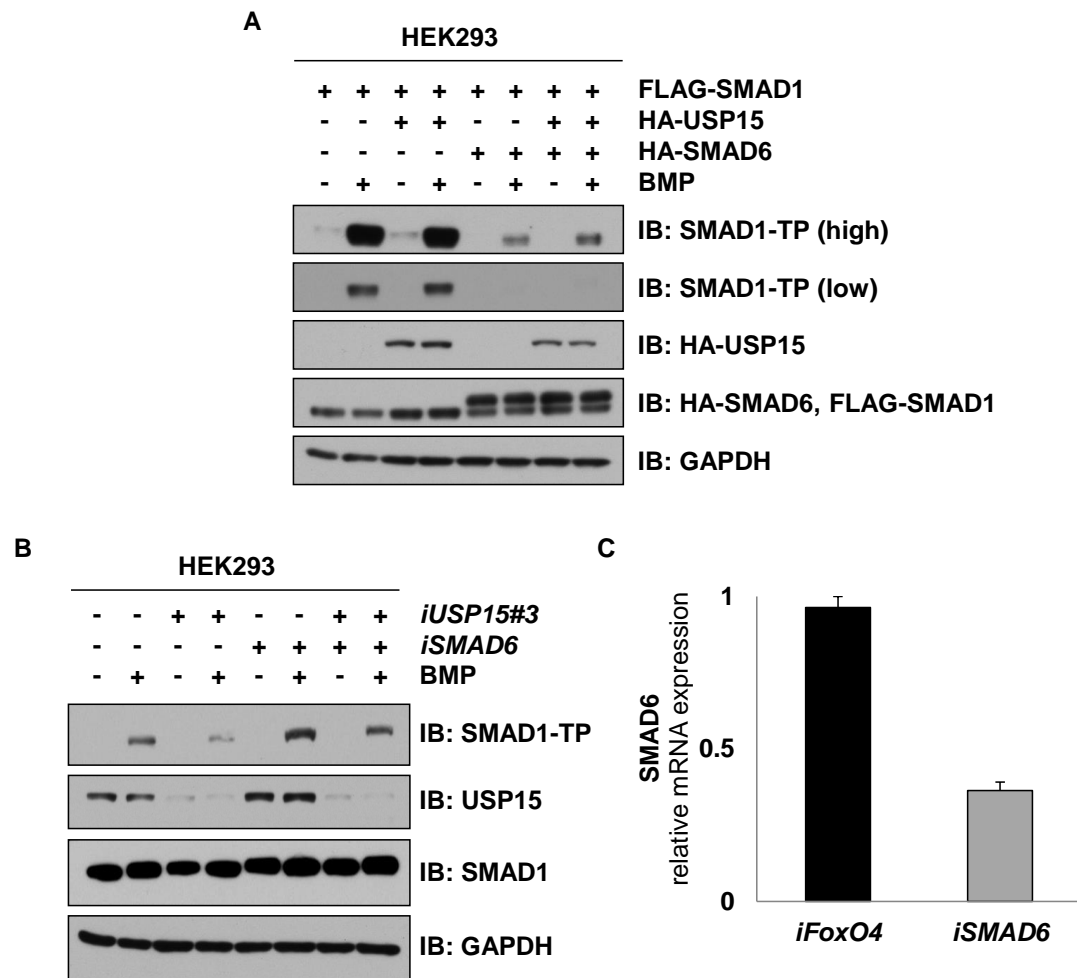 A
HEK293
+ + + + + + + + FLAG-SMAD1
- - + + - - + + HA-USP15
- - - - + + + + HA-SMAD6
- + - + - + - + BMP
IB: SMAD1-TP (high)
IB: SMAD1-TP (low)
IB: HA-USP15
IB: HA-SMAD6, FLAG-SMAD1
IB: GAPDH
B
HEK293
- - + + - - + + iUSP15#3
- - - - + + + + iSMAD6
- + - + - + - + BMP
IB: SMAD1-TP
IB: USP15
IB: SMAD1
IB: GAPDH
C
SMAD6
relative mRNA expression
1
0.5
0
iFoxO4 iSMAD6